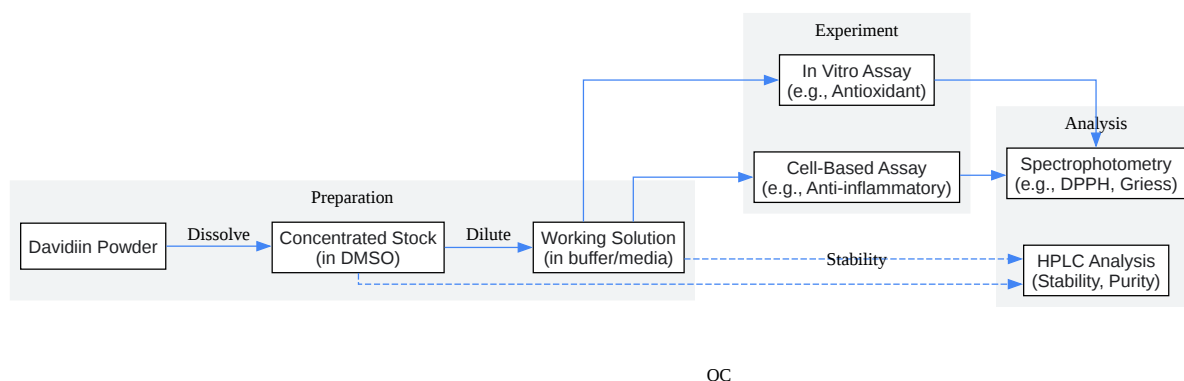 Experiment
In Vitro Assay
(e.g., Antioxidant)
Analysis
Cell-Based Assay
(e.g., Anti-inflammatory)
Spectrophotometry
(e.g., DPPH, Griess)
Preparation
Davidiin Powder
Dissolve
Concentrated Stock
(in DMSO)
Dilute
Working Solution
(in buffer/media)
Stability
HPLC Analysis
(Stability, Purity)
QC